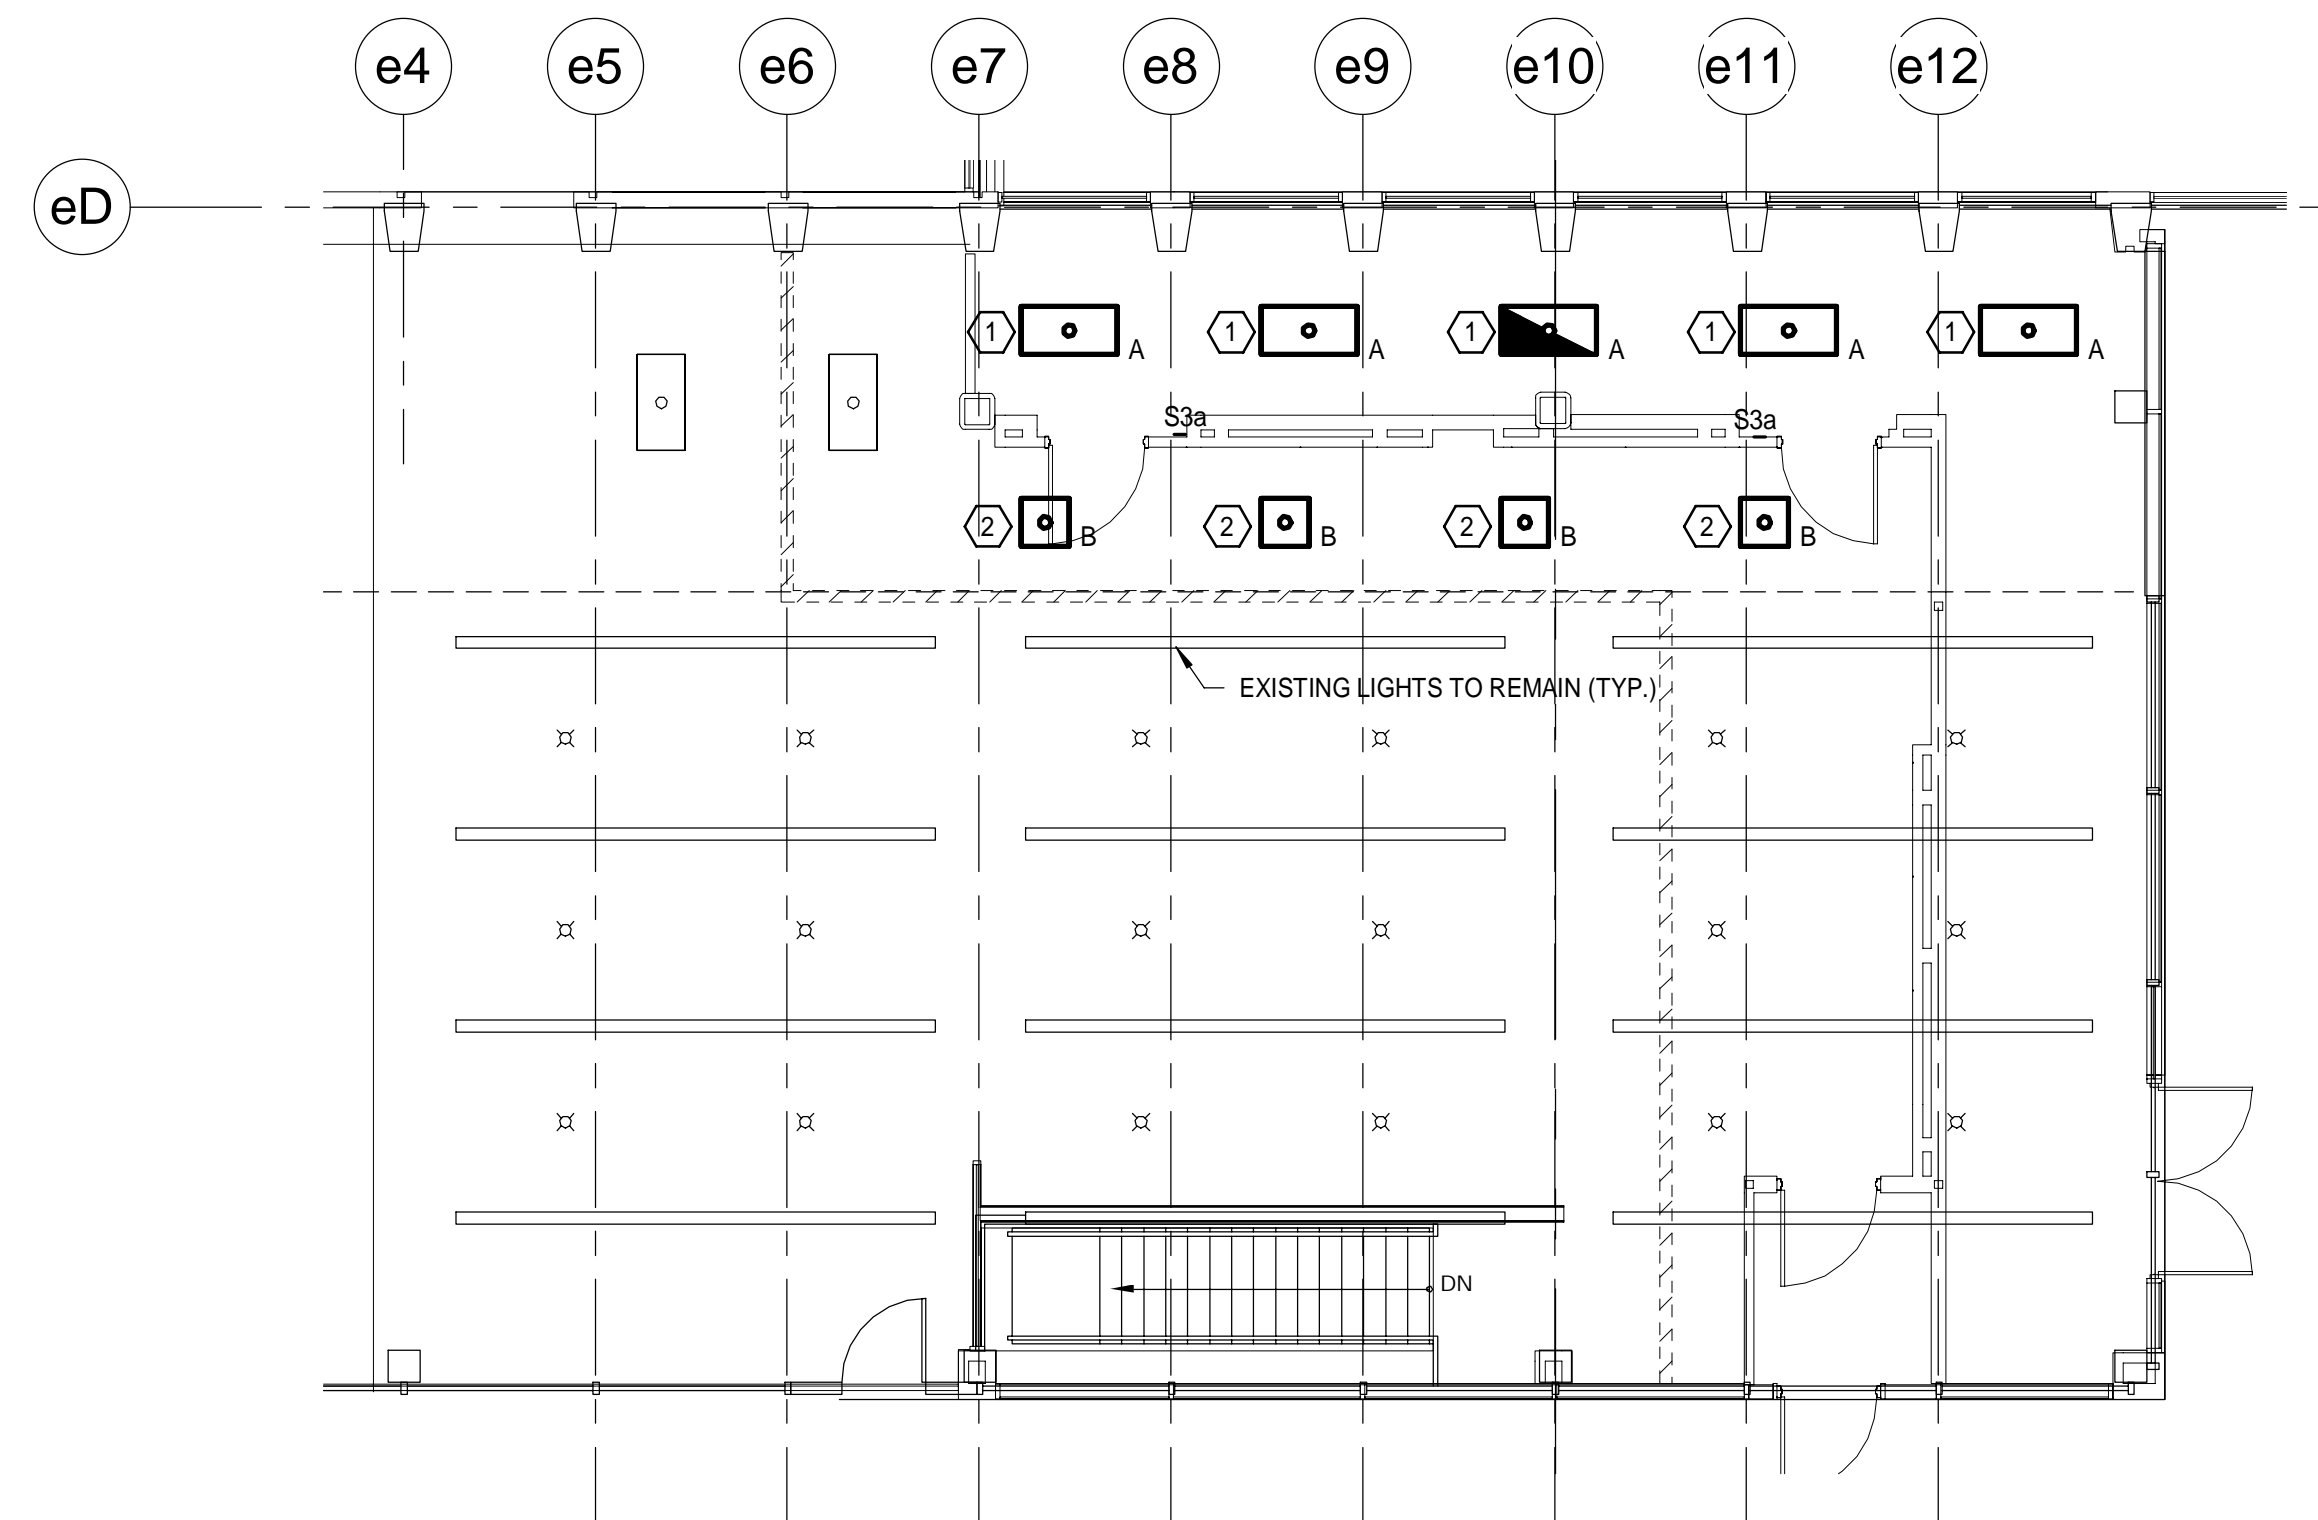 e4 e5 e6 e7 e8 e9 e10 e11 e12
eD
1 A 1 A 1 A 1 A 1 A
S3a S3a
2 B 2 B 2 B 2 B
EXISTING LIGHTS TO REMAIN (TYP.)
DN